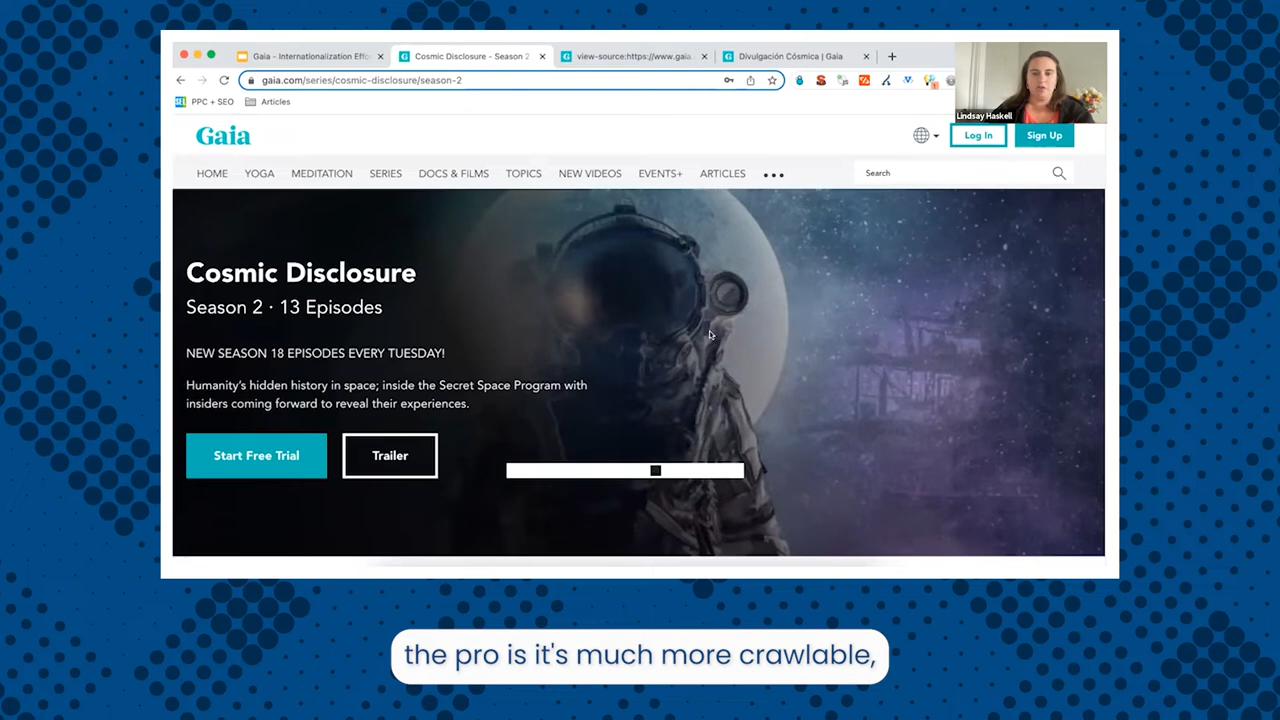 Gaia - Internationalization Effo
Cosmic Disclosure - Season 2
view-source:https://www.gaia.
Divulgación Cósmica | Gaia
gaia.com/series/cosmic-disclosure/season-2
PPC + SEO
Articles
Lindsay Haskell
Gaia
Log In
Sign Up
HOME
YOGA
MEDITATION
SERIES
DOCS & FILMS
TOPICS
NEW VIDEOS
EVENTS+
ARTICLES
Search
Cosmic Disclosure
Season 2 · 13 Episodes
NEW SEASON 18 EPISODES EVERY TUESDAY!
Humanity's hidden history in space; inside the Secret Space Program with
insiders coming forward to reveal their experiences.
Start Free Trial
Trailer
the pro is it's much more crawlable,